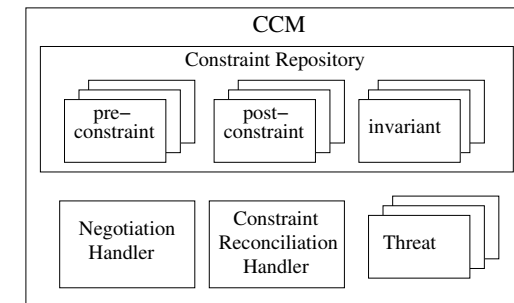 CCM
Constraint Repository
pre−
constraint
post−
constraint
invariant
Negotiation
Handler
Constraint
Reconciliation
Handler
Threat